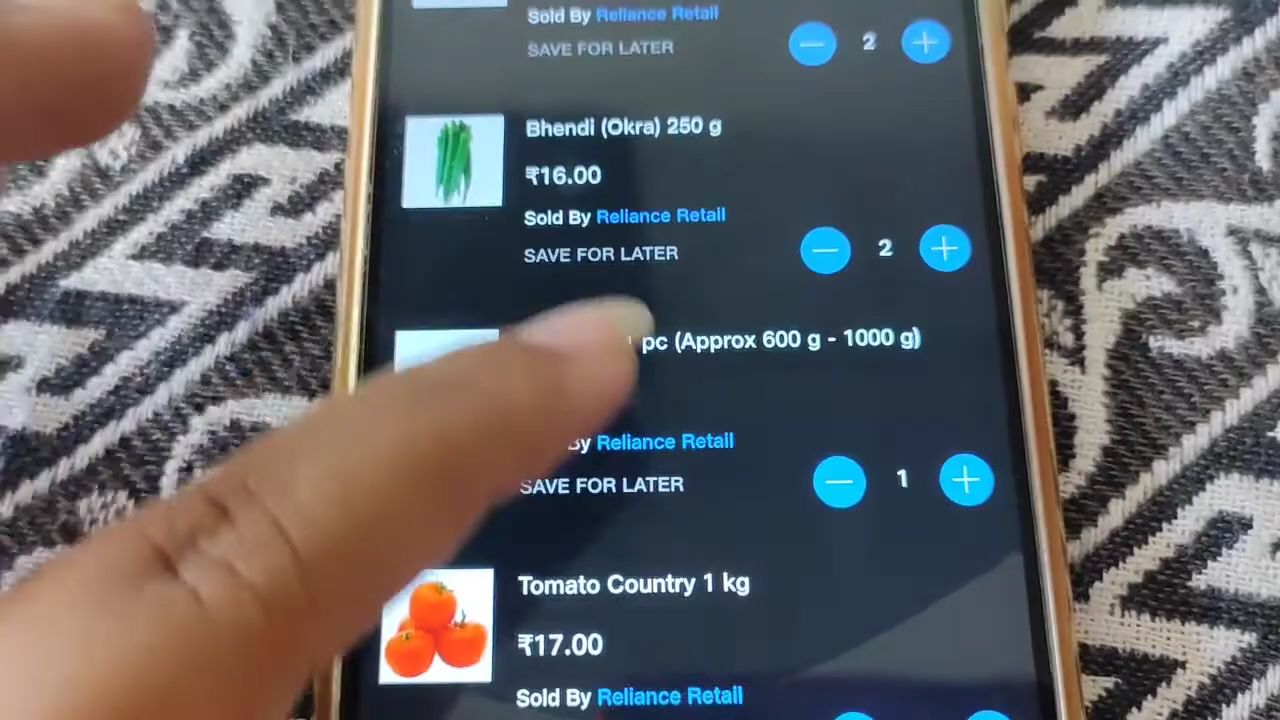 Sold By Reliance Retail
SAVE FOR LATER
2
Bhendi (Okra) 250 g
₹16.00
Sold By Reliance Retail
SAVE FOR LATER
2
pc (Approx 600 g - 1000 g)
By Reliance Retail
SAVE FOR LATER
1
Tomato Country 1 kg
₹17.00
Sold By Reliance Retail